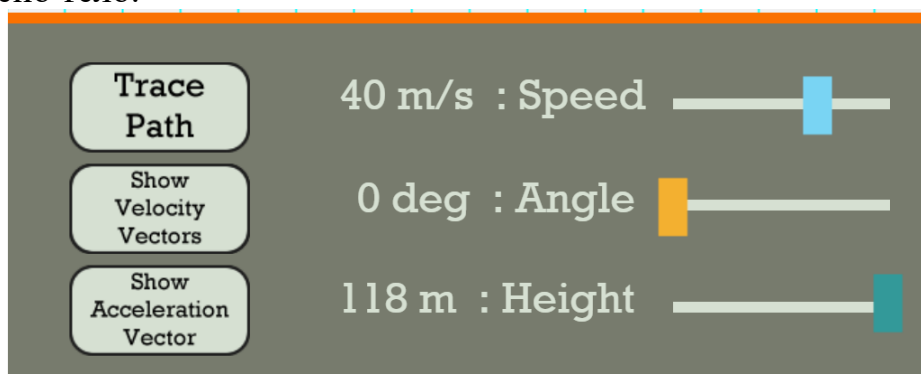 Trace
Path
40 m/s : Speed
Show
Velocity
Vectors
0 deg : Angle
Show
Acceleration
Vector
118 m : Height